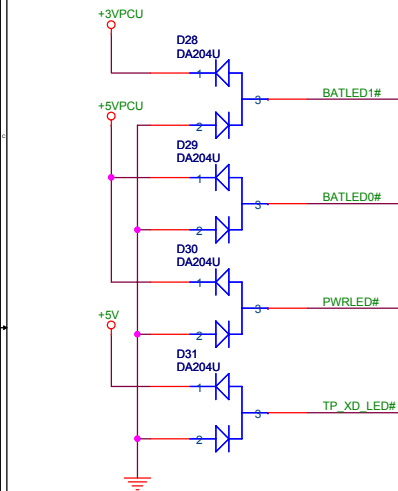 +3VPCU
D28
DA204U
1
3
BATLED1#
+5VPCU
2
C
D29
DA204U
1
3
BATLED0#
2
D30
DA204U
1
3
PWRLED#
+5V
2
D31
DA204U
1
3
TP_XD_LED#
2